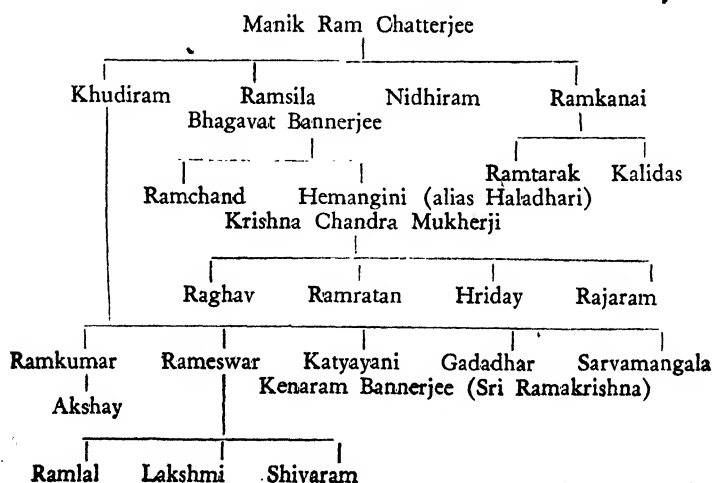 Manik Ram Chatterjee
Khudiram Ramsila Nidhiram Ramkanai
Bhagavat Bannerjee
Ramtarak Kalidas
Ramchand Hemangini (alias Haladhari)
Krishna Chandra Mukherji
Raghav Ramratan Hriday Rajaram
Ramkumar Rameswar Katyayani Gadadhar Sarvamangala
Kenaram Bannerjee (Sri Ramakrishna)
Akshay
Ramlal Lakshmi Shivaram